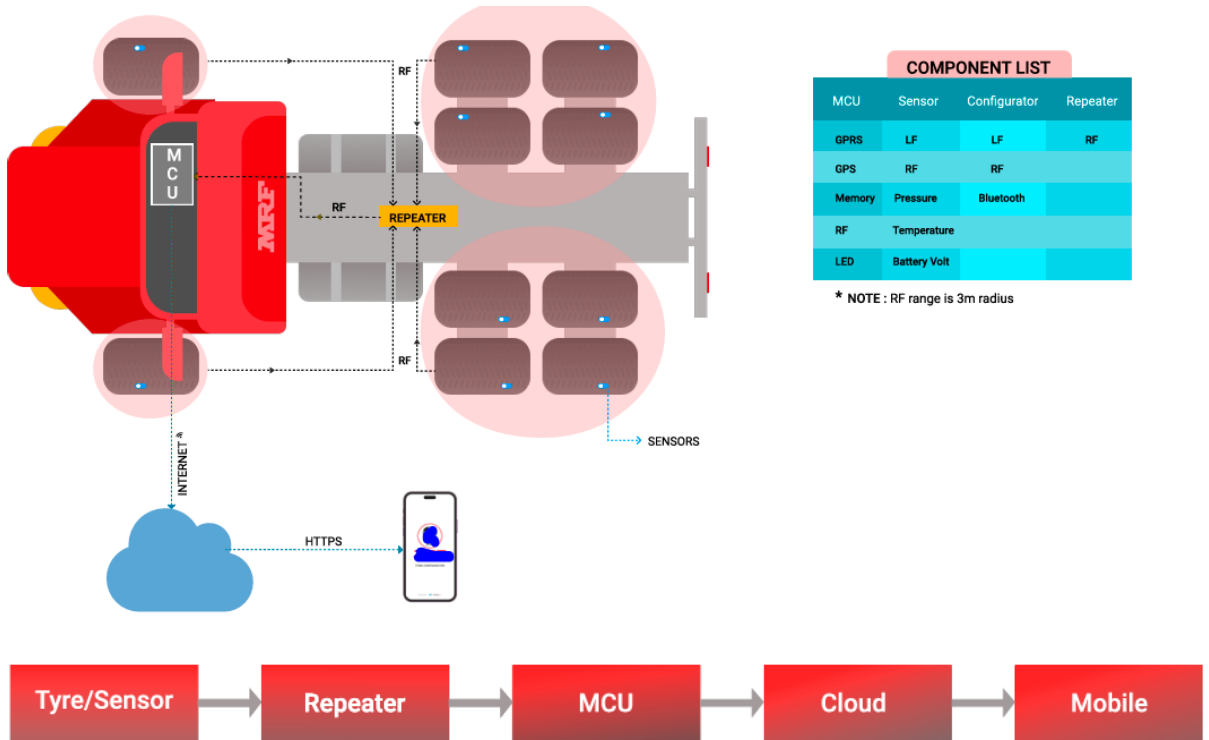 RF
RF
COMPONENT LIST
MCU Sensor Configurator Repeater
GPRS LF LF RF
GPS RF RF
Memory Pressure Bluetooth
RF Temperature
LED Battery Volt
* NOTE : RF range is 3m radius
MCU
MRF
RF
REPEATER
RF
SENSORS
INTERNET
HTTPS
Tyre/Sensor
Repeater
MCU
Cloud
Mobile